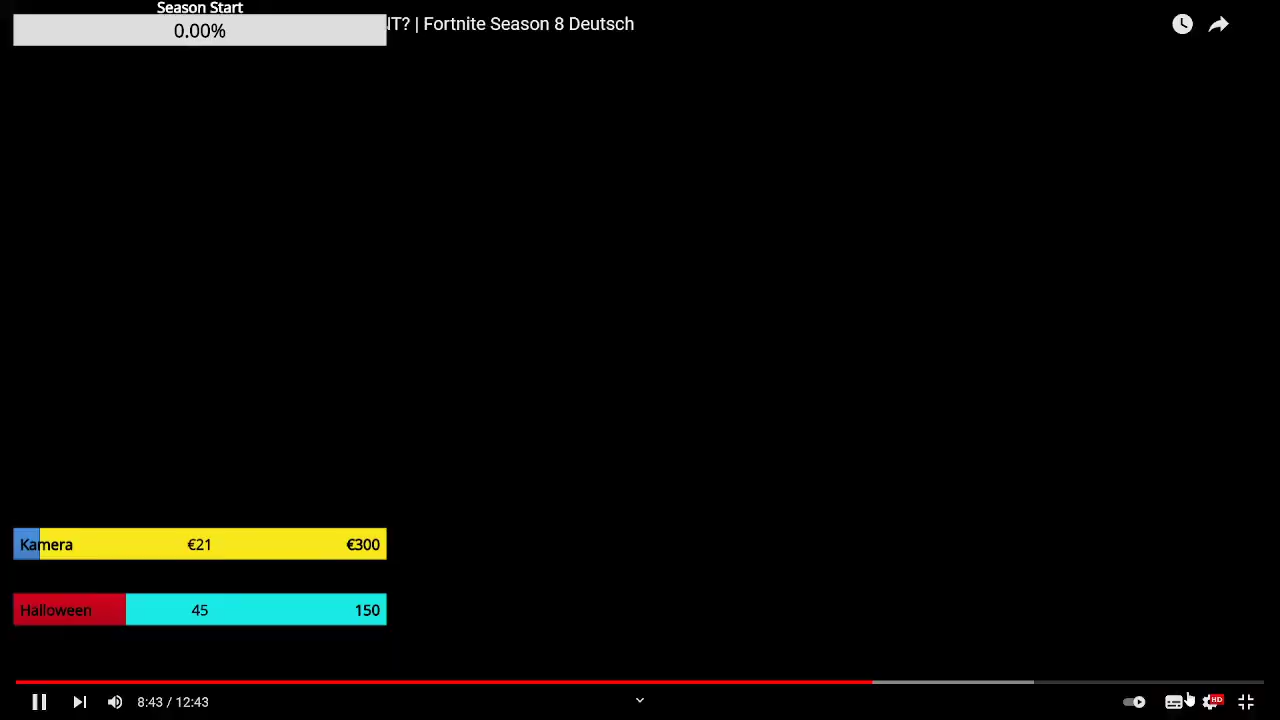 Season Start
0.00%
NT? | Fortnite Season 8 Deutsch
Kamera €21 €300
Halloween 45 150
8:43 / 12:43
HD